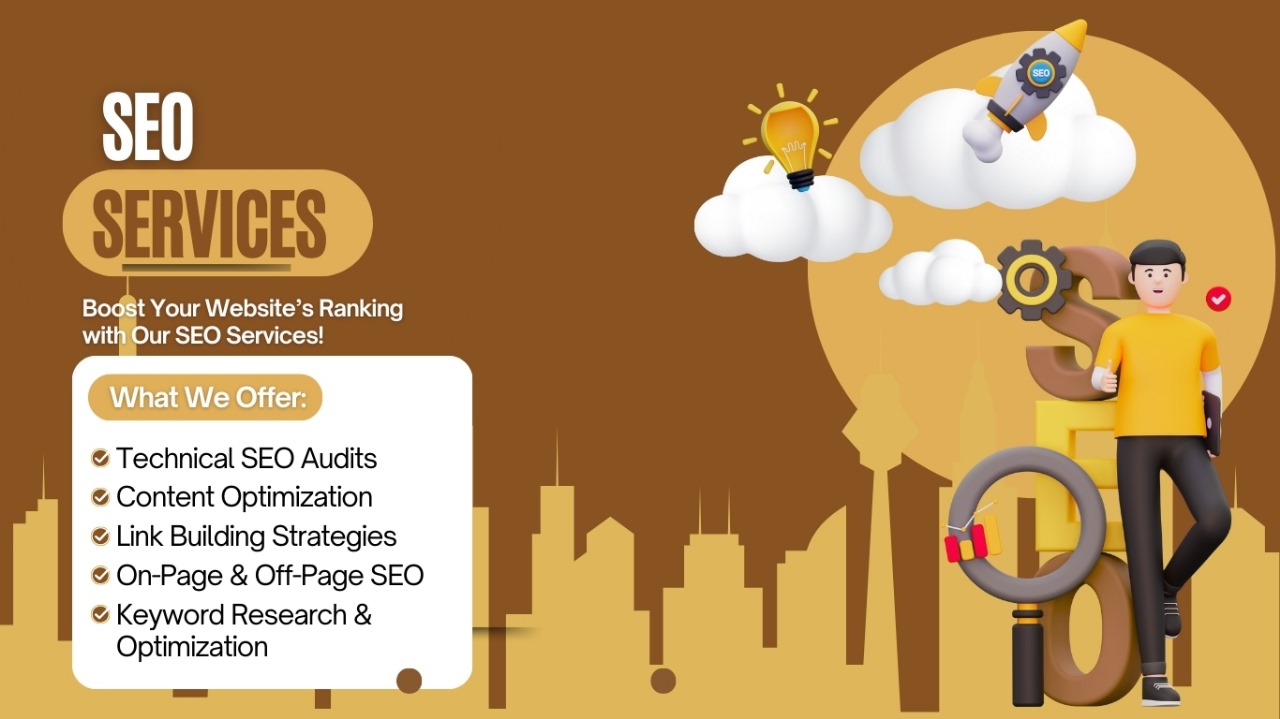 SEO
SERVICES
Boost Your Website's Ranking
with Our SEO Services!
What We Offer:
Technical SEO Audits
Content Optimization
Link Building Strategies
On-Page & Off-Page SEO
Keyword Research &
Optimization
SEO
S
E
O